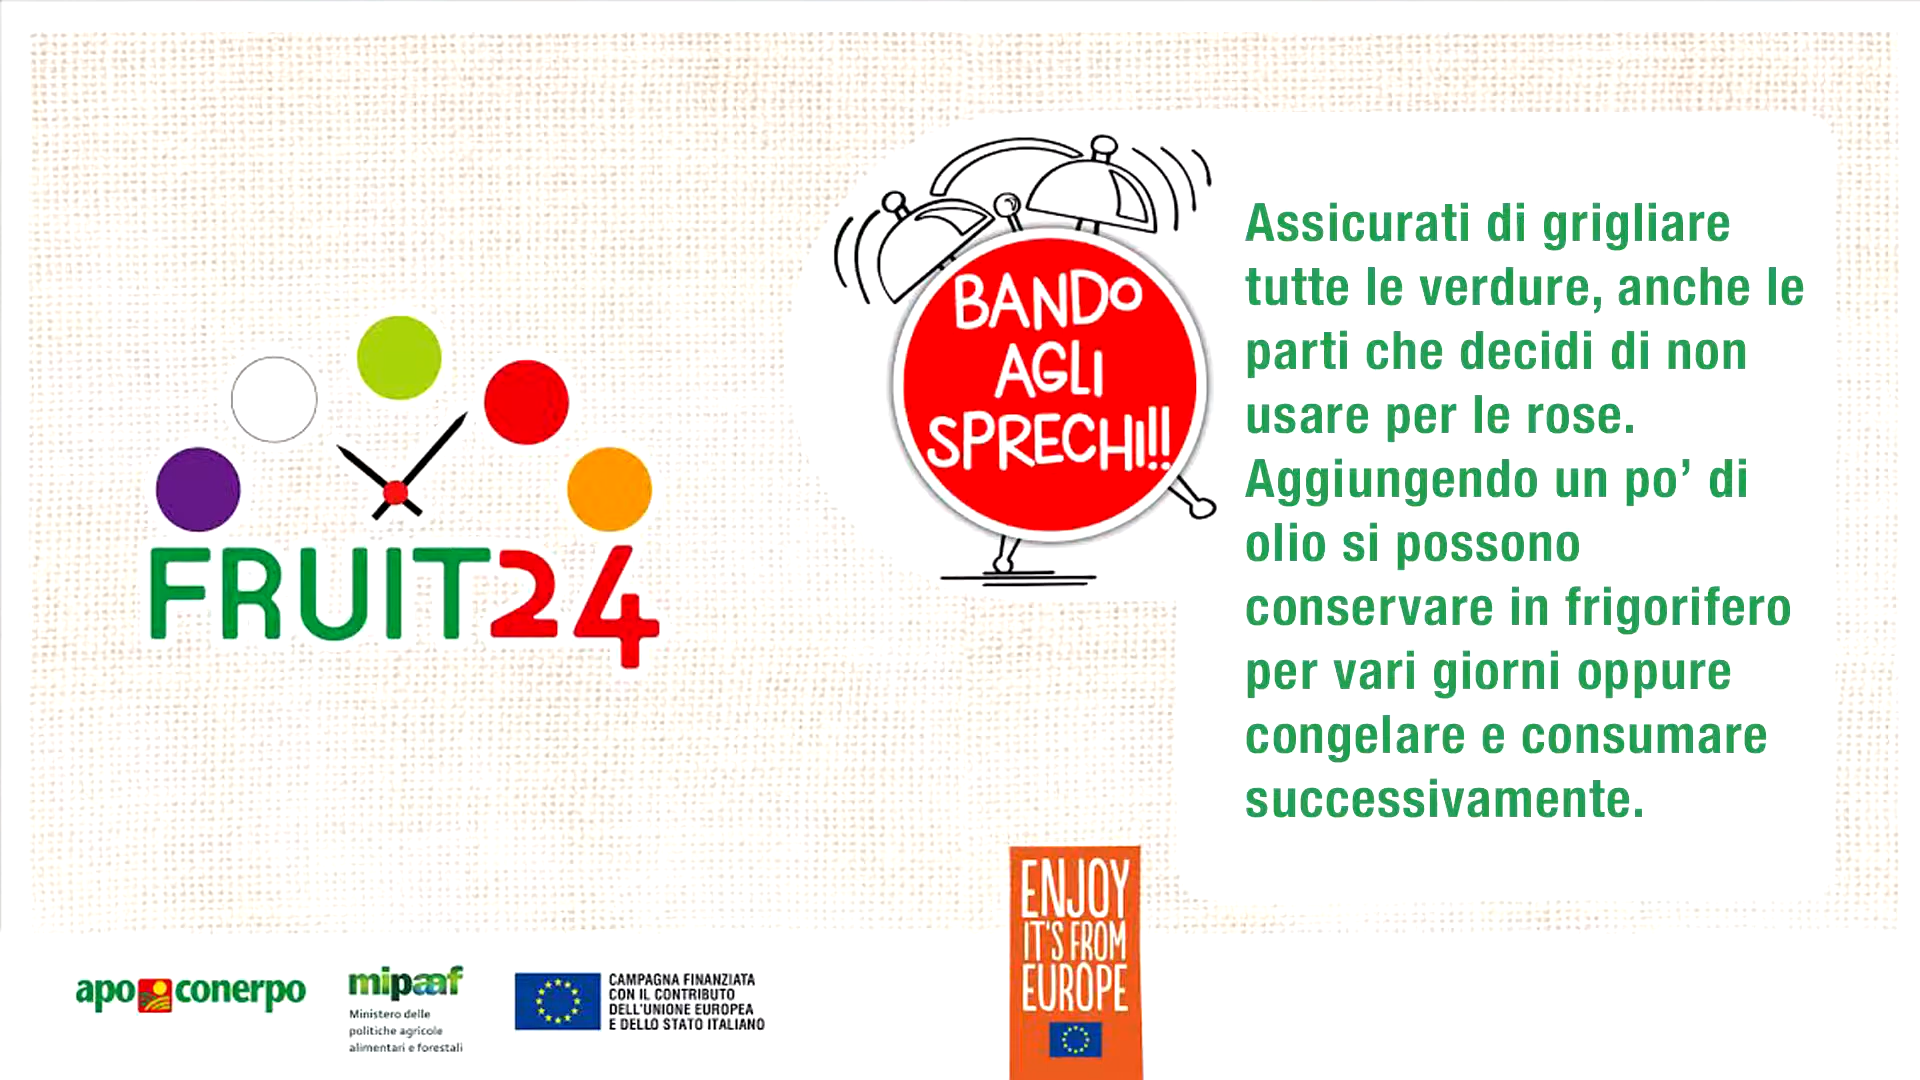 FRUIT24
BANDO
AGLI
SPRECHI!!
Assicurati di grigliare
tutte le verdure, anche le
parti che decidi di non
usare per le rose.
Aggiungendo un po’ di
olio si possono
conservare in frigorifero
per vari giorni oppure
congelare e consumare
successivamente.
apo conerpo
mipaaf
Ministero delle
politiche agricole
alimentari e forestali
CAMPAGNA FINANZIATA
CON IL CONTRIBUTO
DELL'UNIONE EUROPEA
E DELLO STATO ITALIANO
ENJOY
IT'S FROM
EUROPE